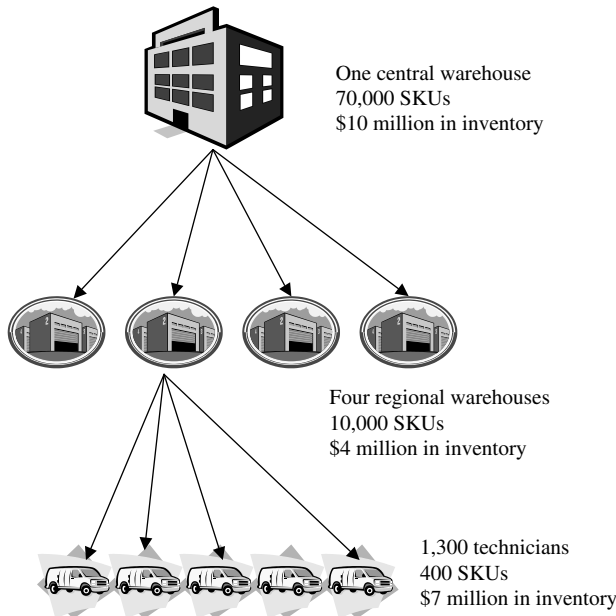 One central warehouse
70,000 SKUs
$10 million in inventory
Four regional warehouses
10,000 SKUs
$4 million in inventory
1,300 technicians
400 SKUs
$7 million in inventory